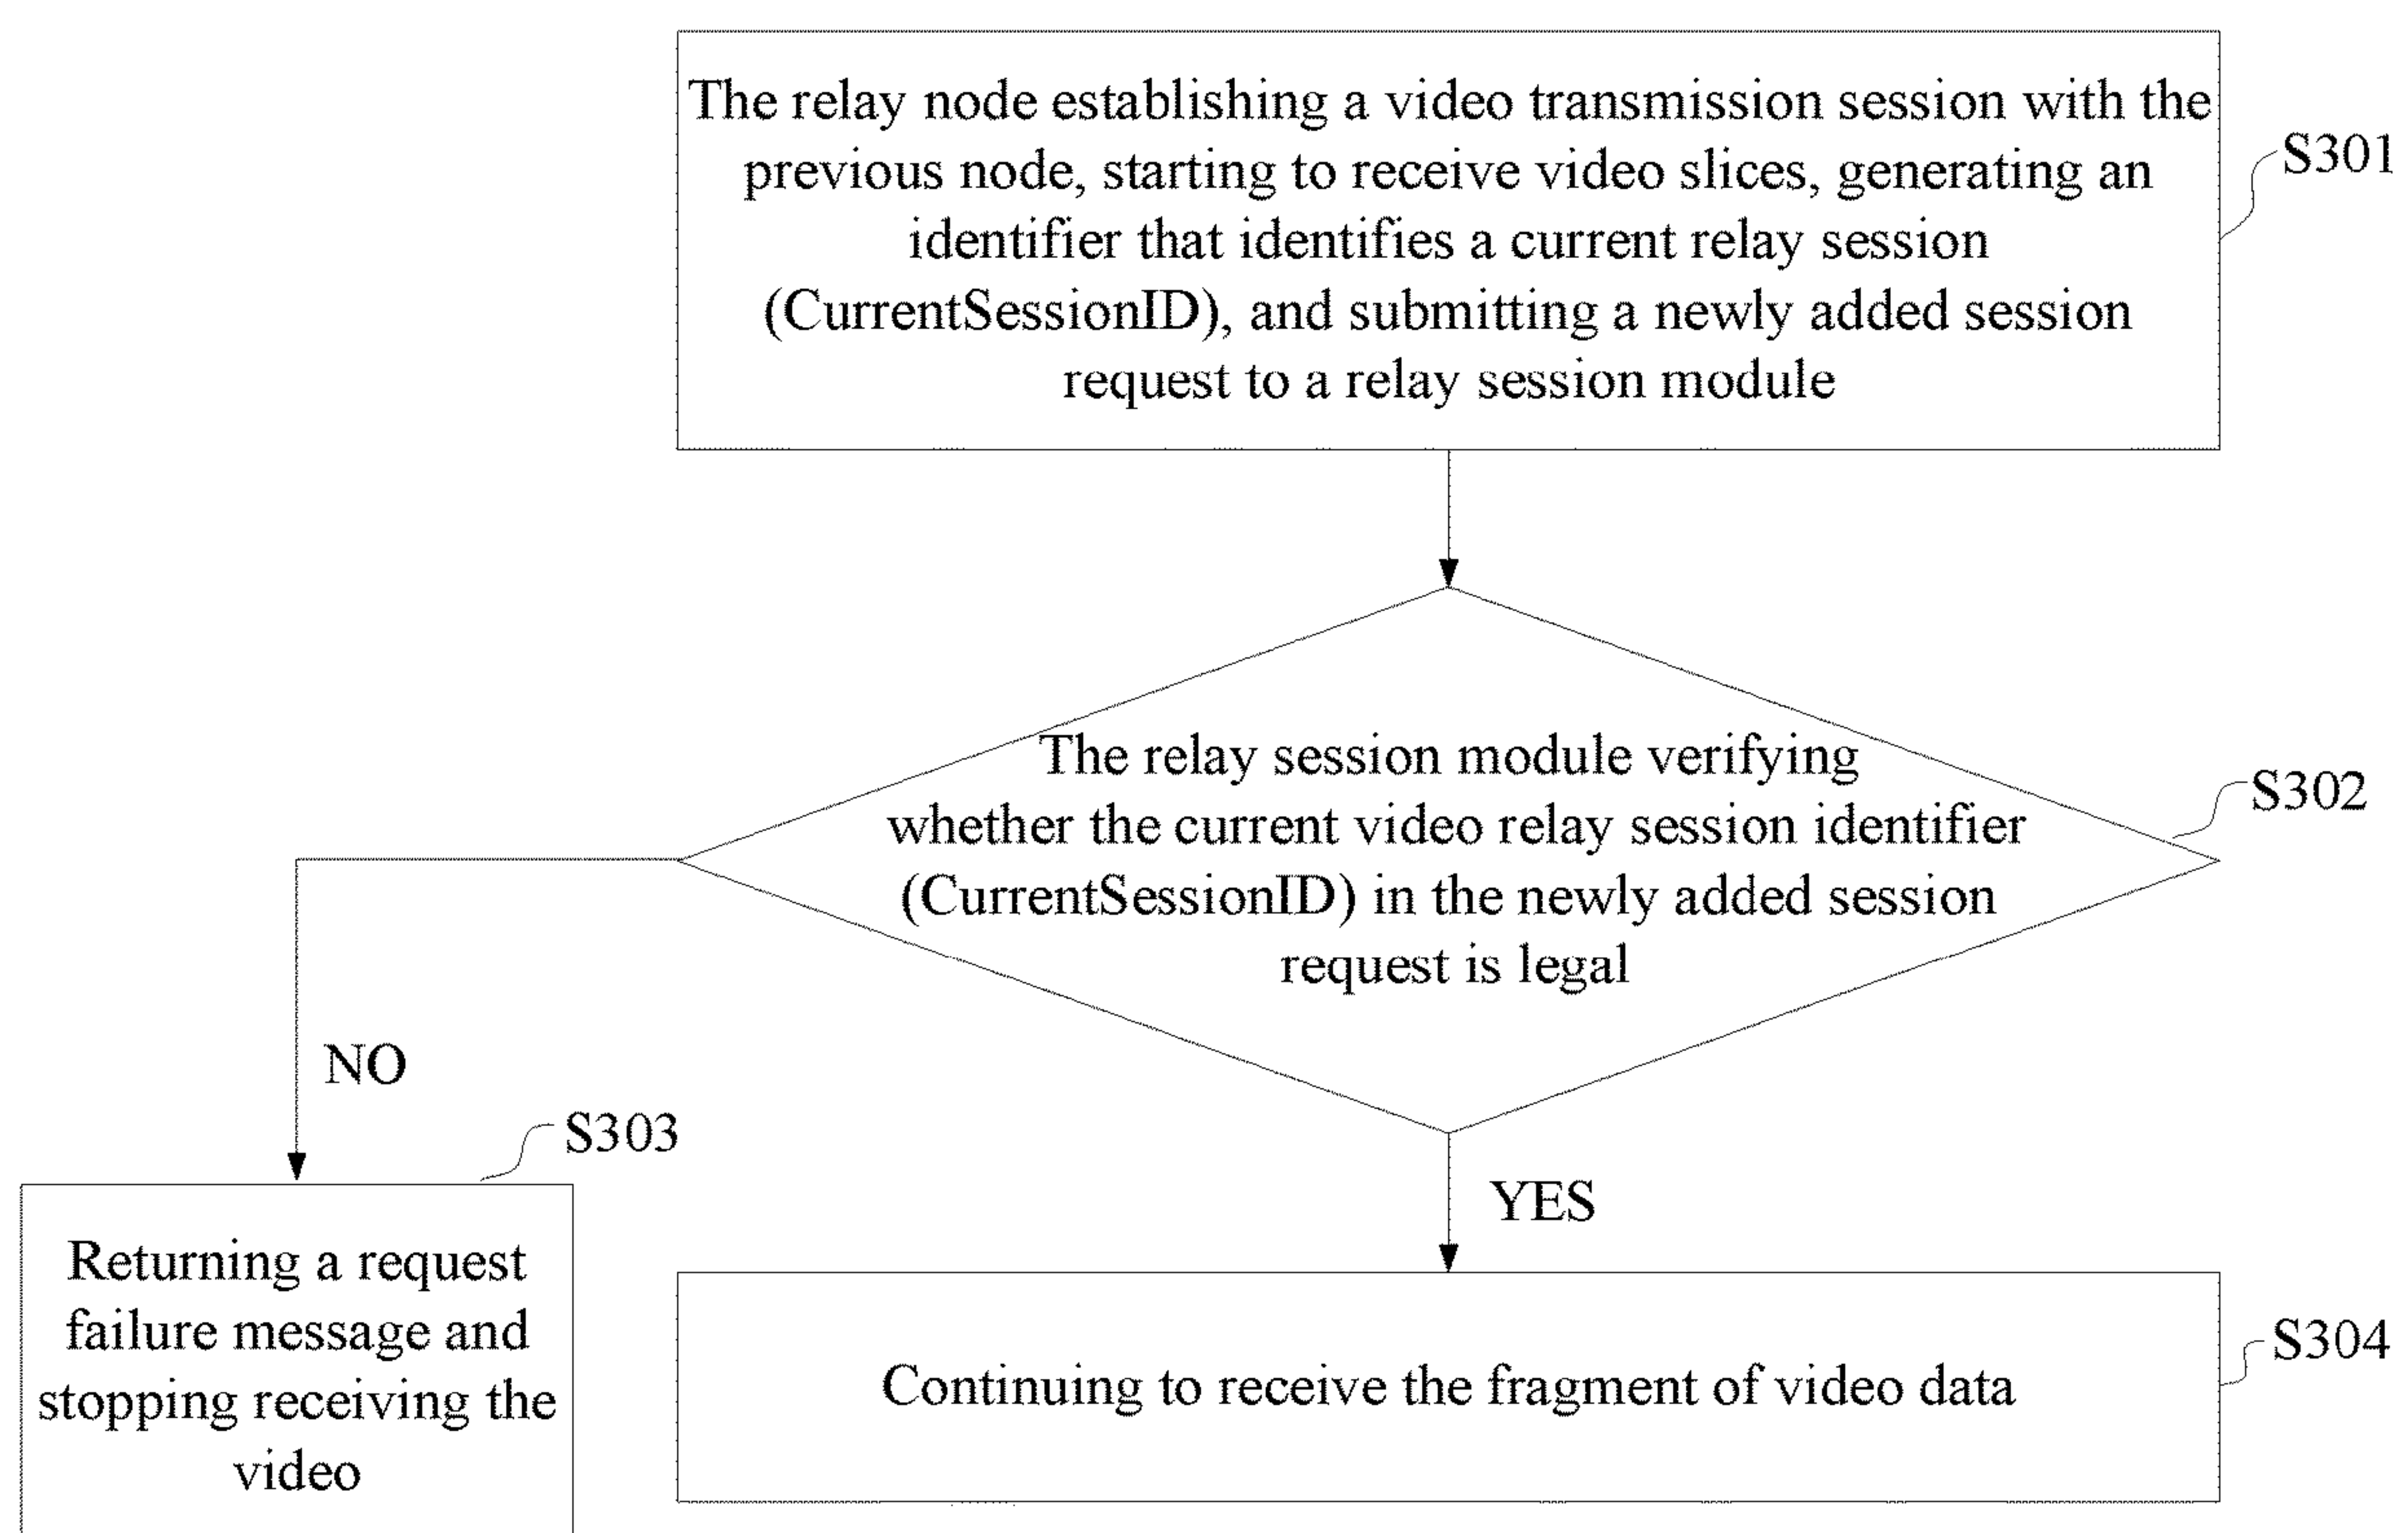 The relay node establishing a video transmission session with the
previous node, starting to receive video slices, generating an
identifier that identifies a current relay session
(CurrentSessionID), and submitting a newly added session
request to a relay session module
S301
The relay session module verifying
whether the current video relay session identifier
(CurrentSessionID) in the newly added session
request is legal
S302
NO
S303
Returning a request
failure message and
stopping receiving the
video
YES
Continuing to receive the fragment of video data
S304